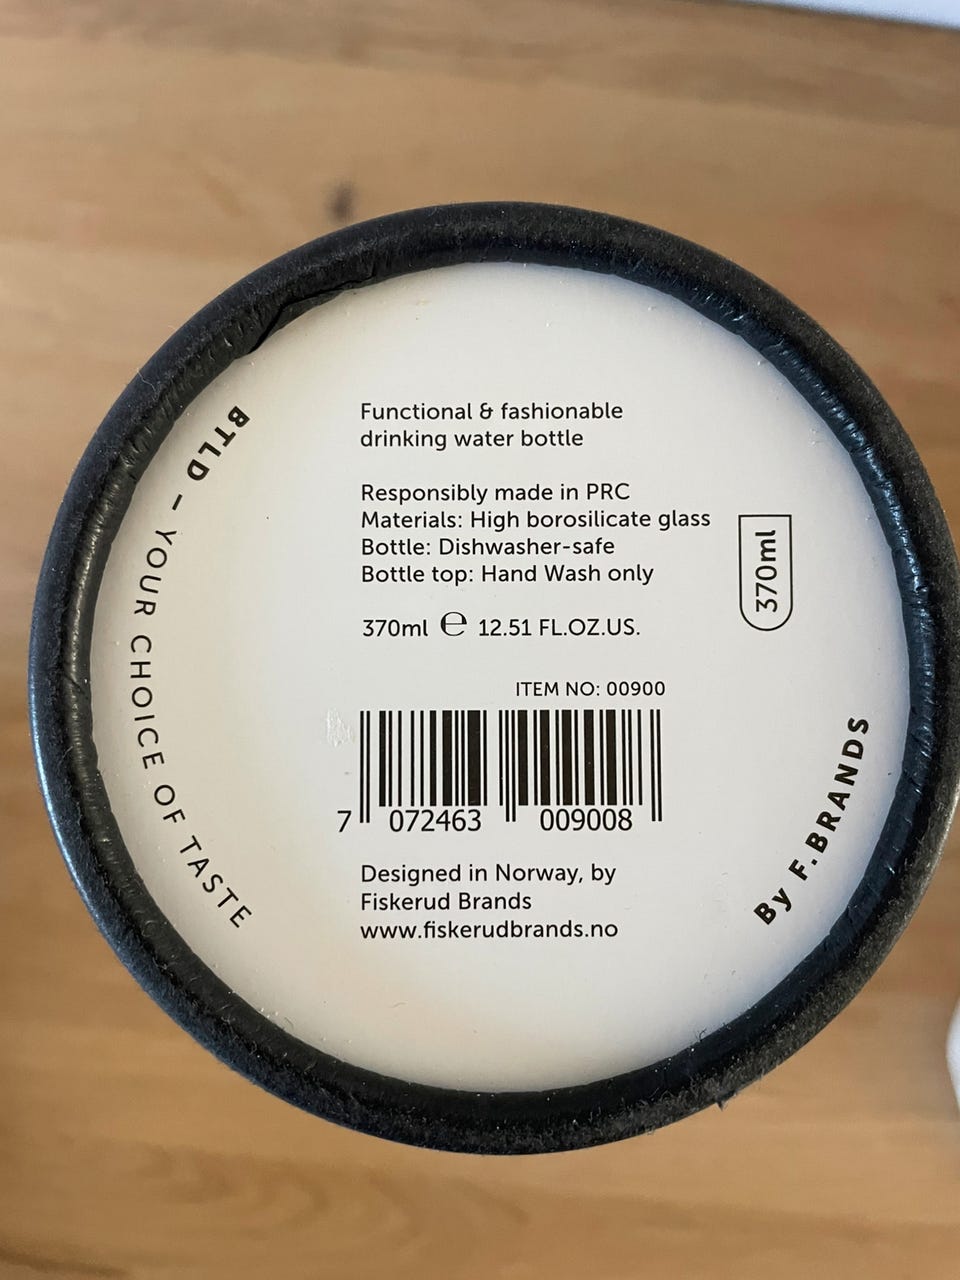 BTLD – YOUR CHOICE OF TASTE
Functional & fashionable
drinking water bottle
Responsibly made in PRC
Materials: High borosilicate glass
Bottle: Dishwasher-safe
Bottle top: Hand Wash only
370ml
370ml ℮ 12.51 FL.OZ.US.
ITEM NO: 00900
7 072463 009008
Designed in Norway, by
Fiskerud Brands
www.fiskerudbrands.no
By F.BRANDS